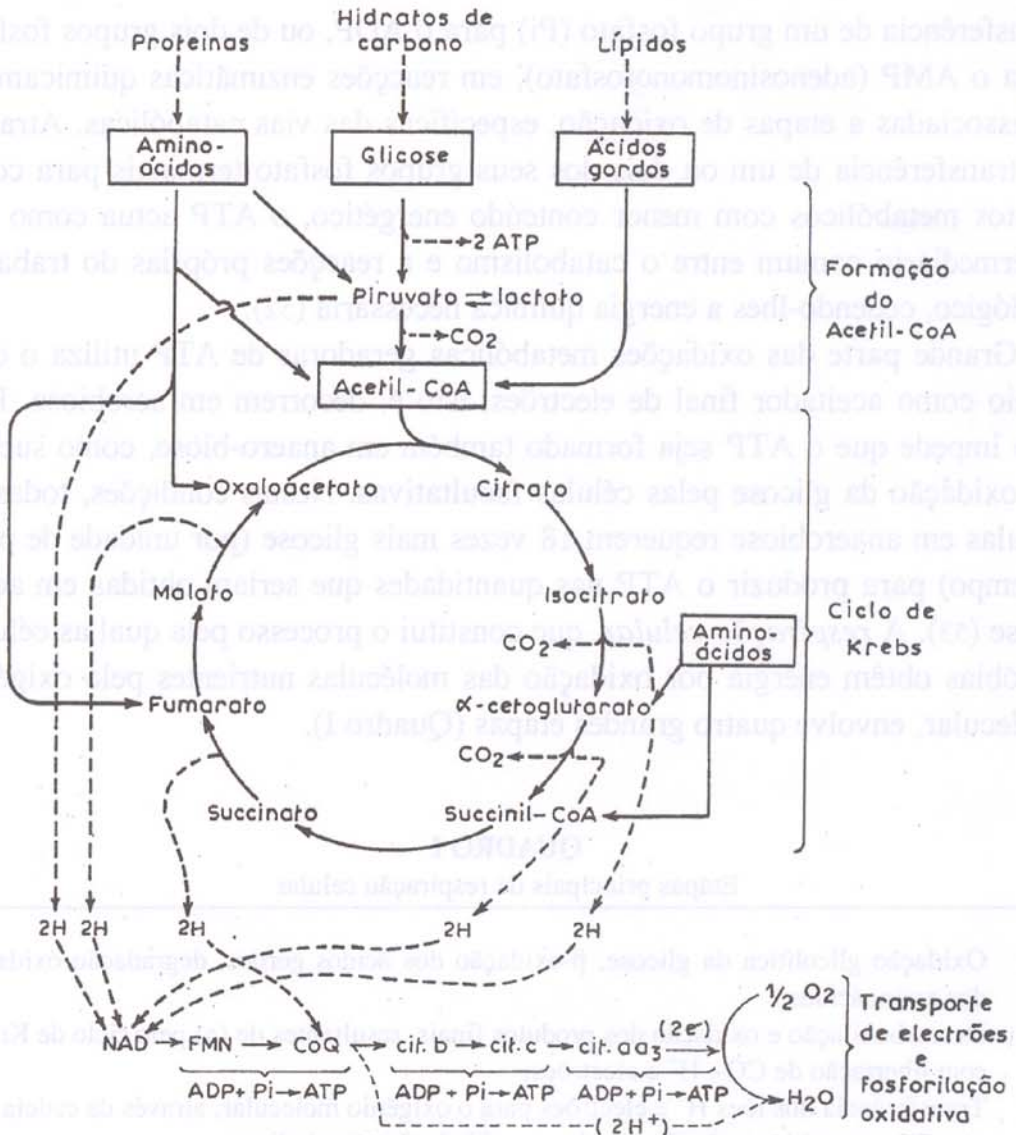 Proteínas
Hidratos de
carbono
Lípidos
Amino-
ácidos
Glicose
Ácidos
gordos
2 ATP
Piruvato
lactato
CO2
Acetil-CoA
Formação
do
Acetil-CoA
Oxaloácetato
Citrato
Malato
Isocitrato
CO2
Amino-
ácidos
Ciclo de
Krebs
Fumarato
α-cetoglutarato
CO2
Succinato
Succinil-CoA
2H 2H 2H 2H 2H
½ O2
NAD FMN CoQ cit. b cit. c (2e-) cit. aa3
ADP+Pi→ATP ADP-Pi→ATP ADP-Pi→ATP
H2O
(2H+)
Transporte
de electrões
e
fosforilação
oxidativa